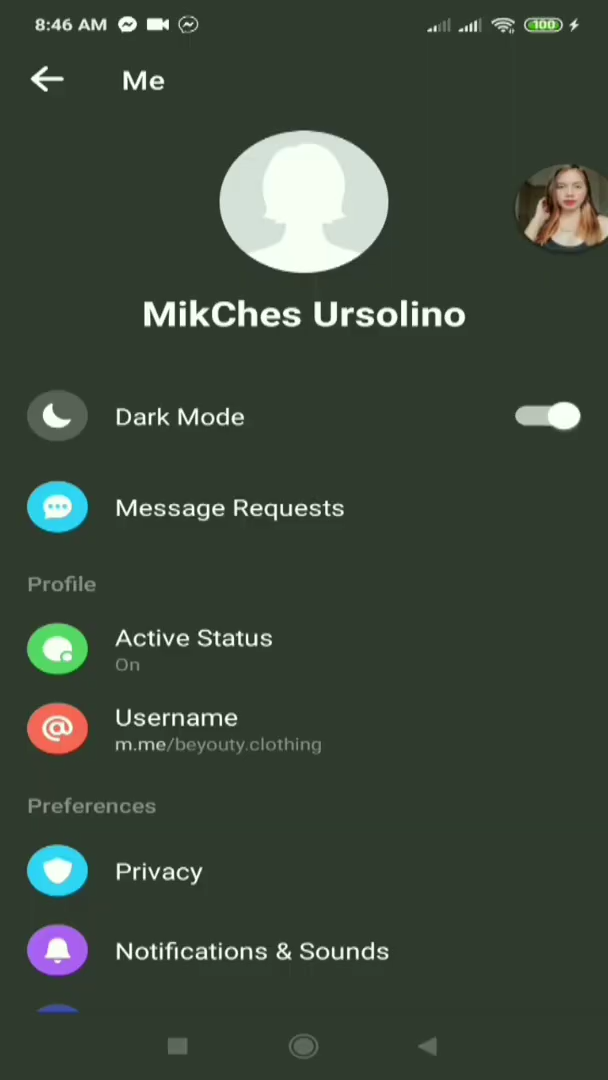 8:46 AM
100
Me
MikChes Ursolino
Dark Mode
Message Requests
Profile
Active Status
On
Username
m.me/beyouty.clothing
Preferences
Privacy
Notifications & Sounds